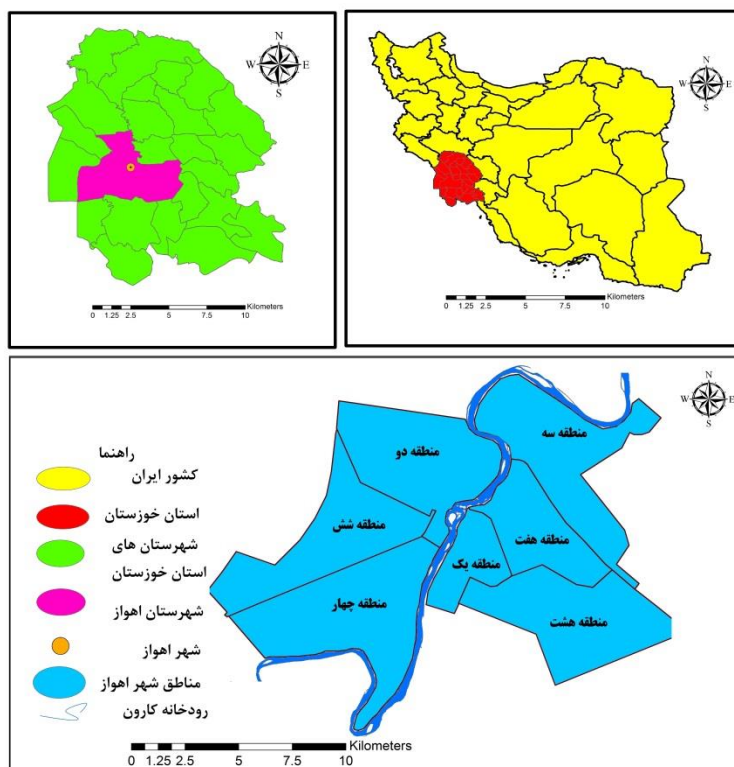 N
W E
S
Kilometers
0 1.25 2.5 5 7.5 10
N
W E
S
Kilometers
0 1.25 2.5 5 7.5 10
N
W E
S
راهنما
کشور ایران
استان خوزستان
شهرستان های
استان خوزستان
شهرستان اهواز
شهر اهواز
مناطق شهر اهواز
رودخانه کارون
منطقه سه
منطقه دو
منطقه شش
منطقه هفت
منطقه یک
منطقه چهار
منطقه هشت
Kilometers
0 1.25 2.5 5 7.5 10